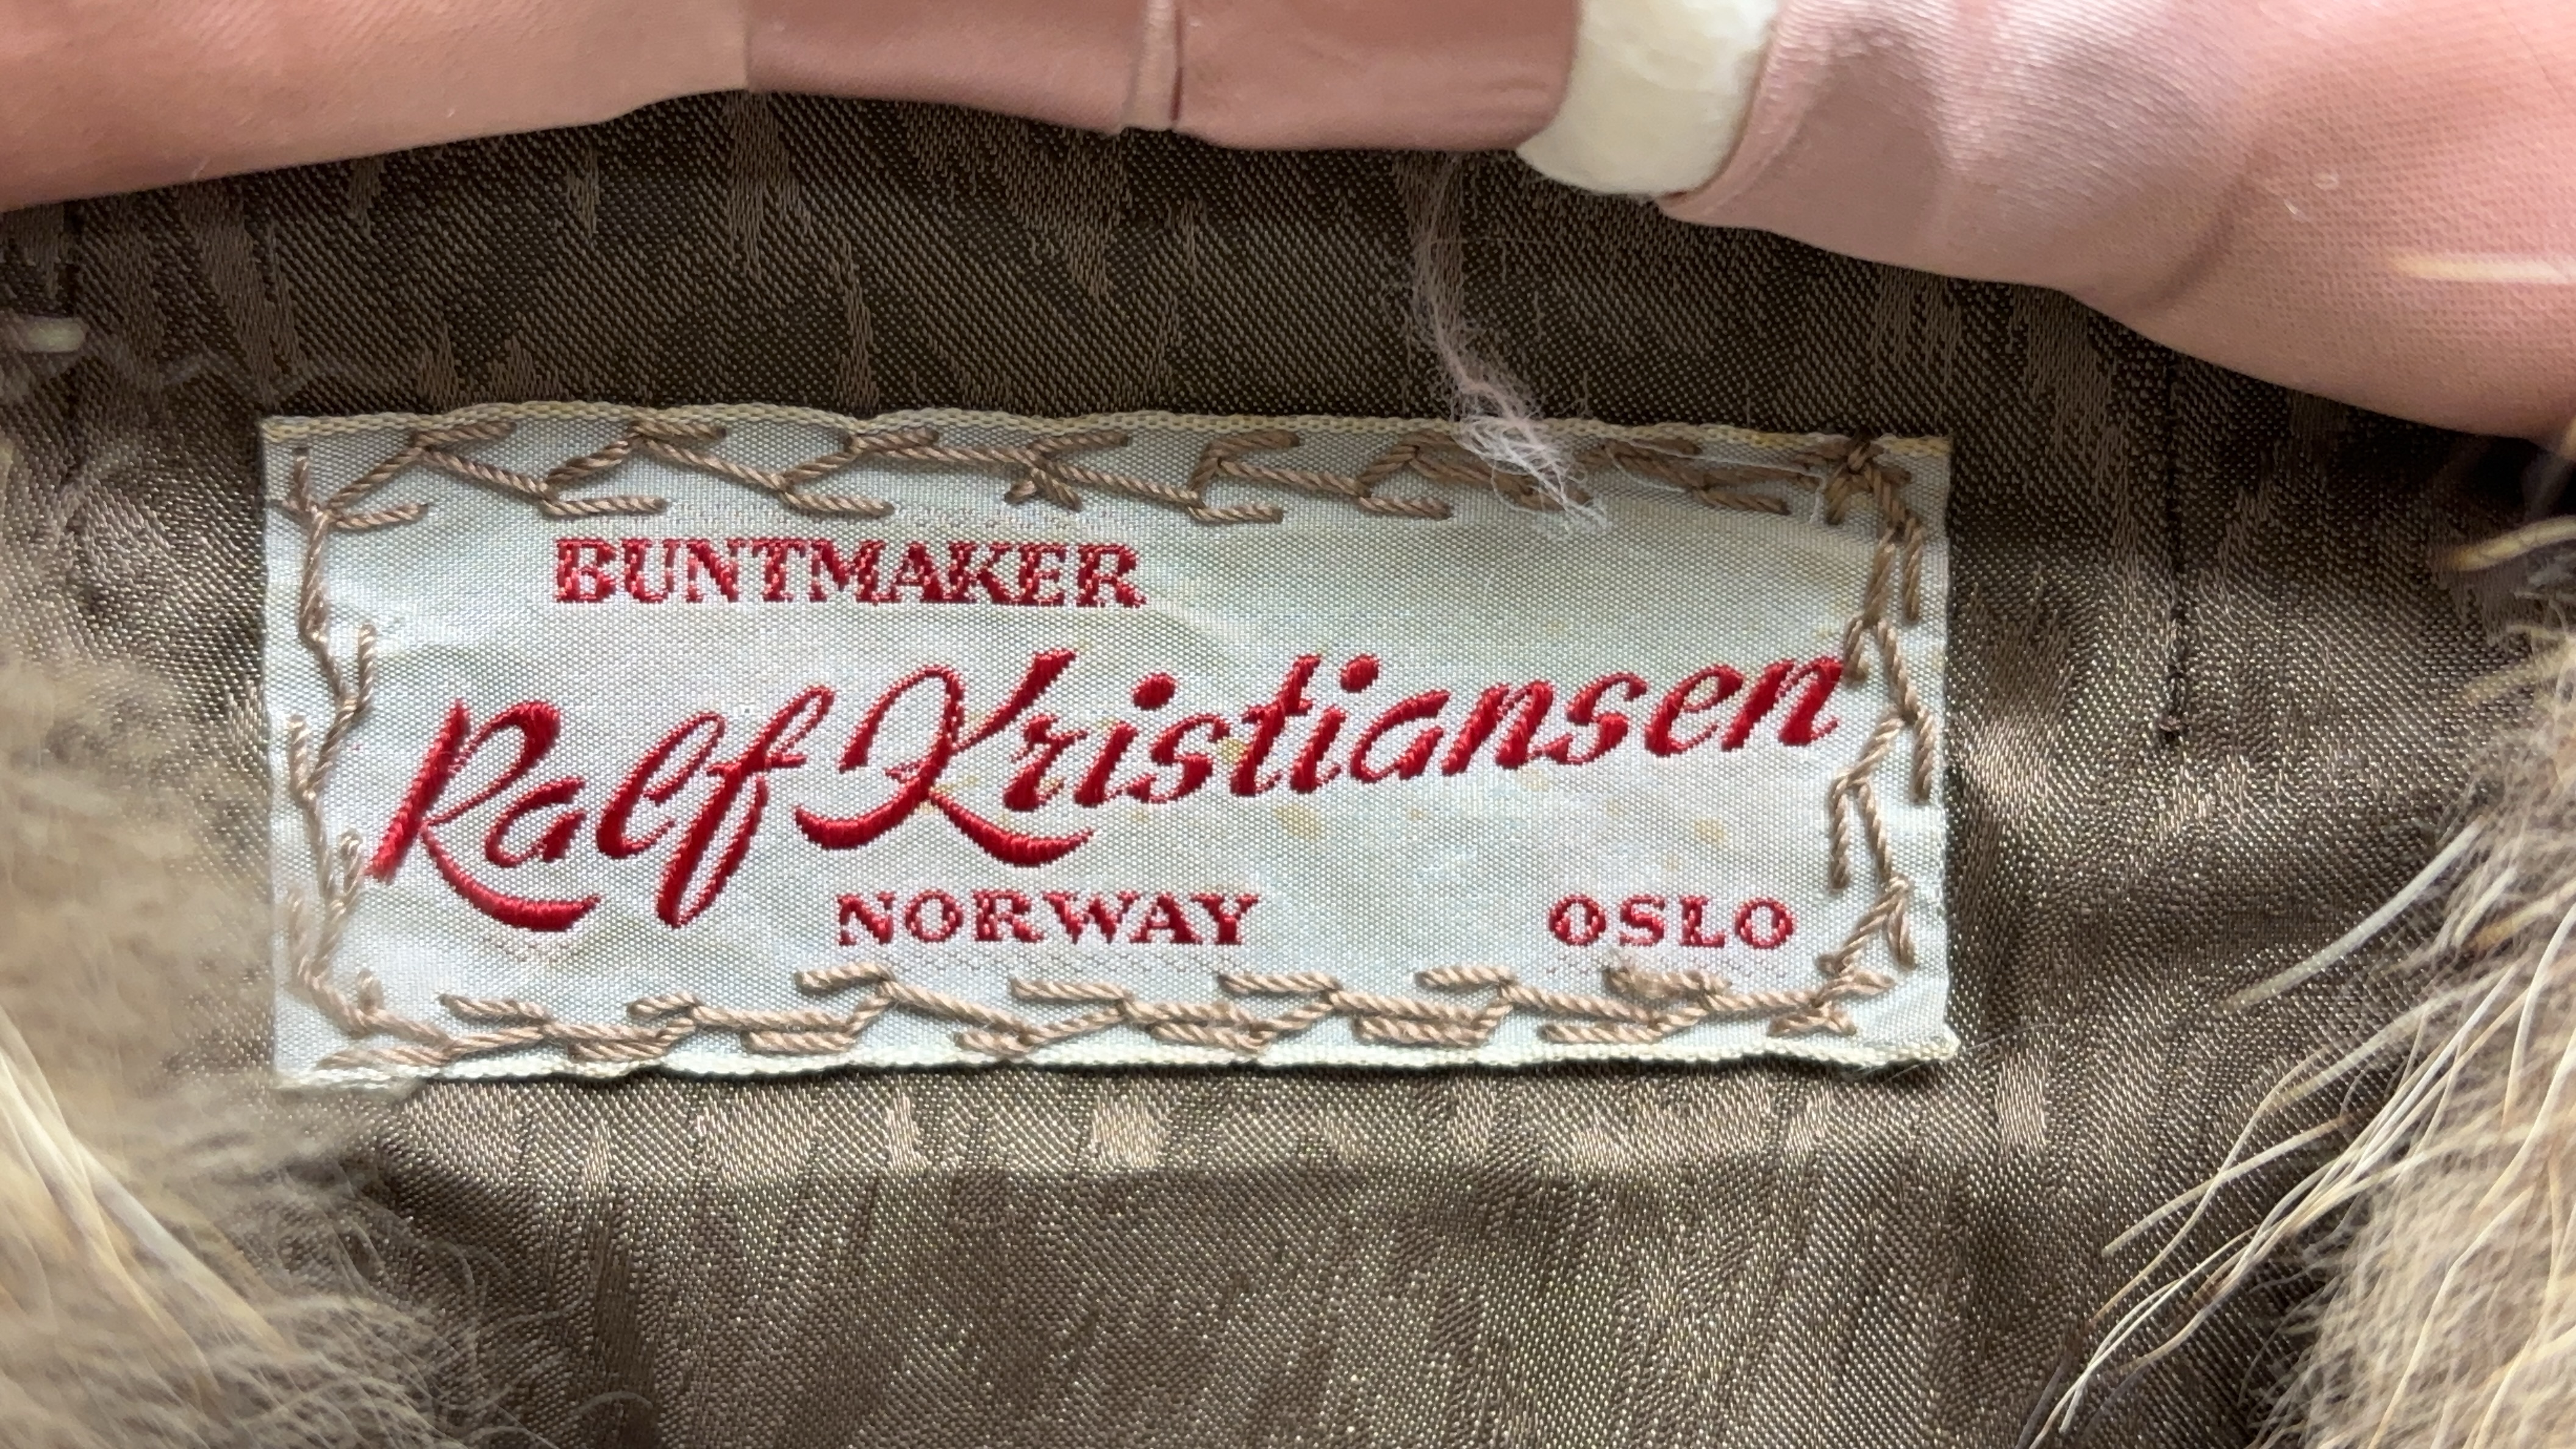 BUNTMAKER
Ralf Kristiansen
NORWAY OSLO